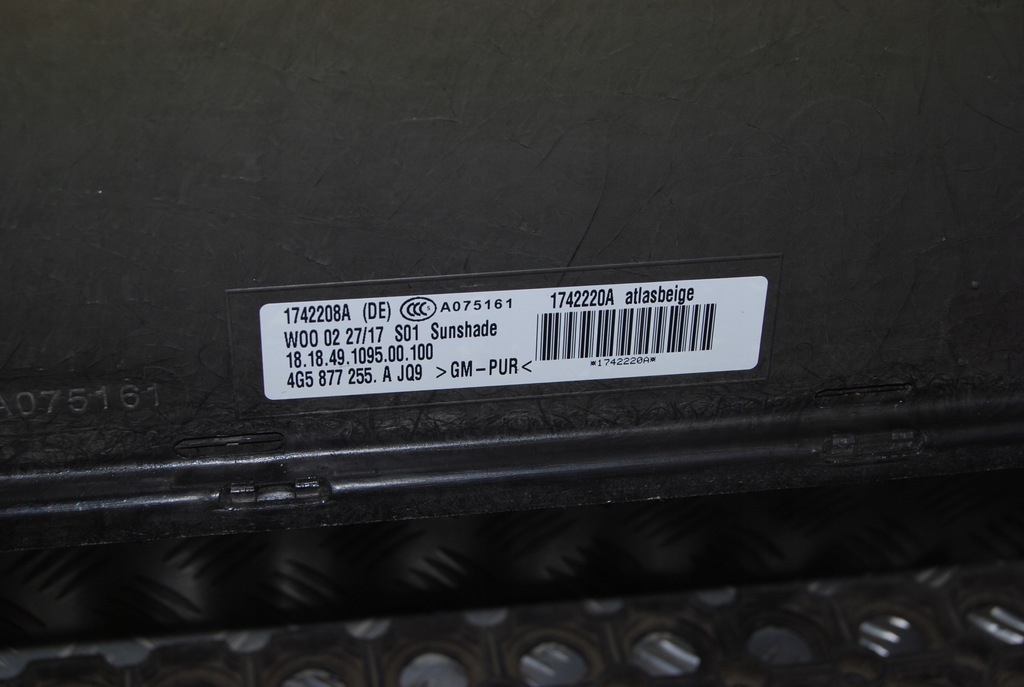 1742208A (DE) CCC S A075161
W00 02 27/17 S01 Sunshade
18.18.49.1095.00.100
4G5 877 255. A JQ9 >GM-PUR<
1742220A atlasbeige
*1742220A*
A075161